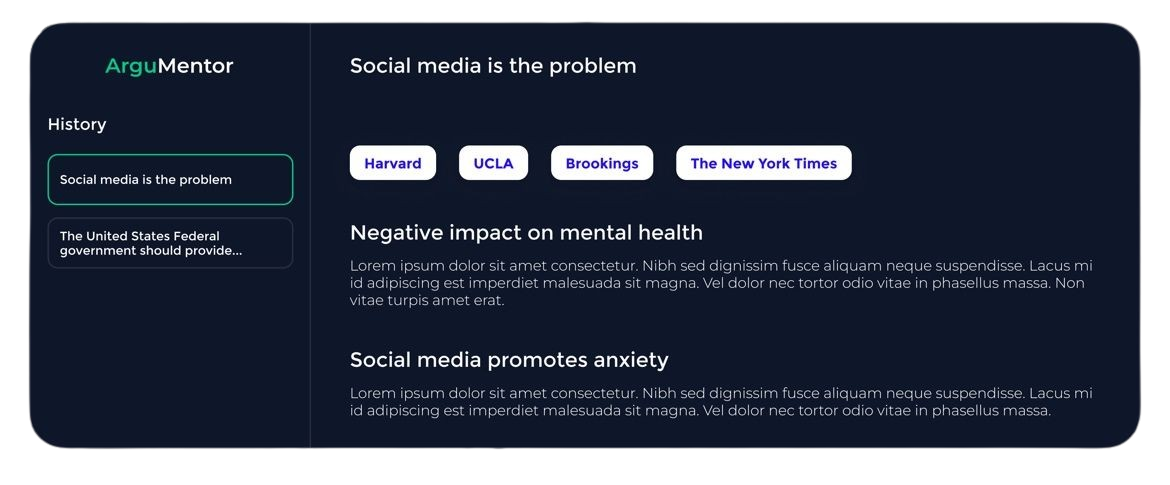 ArguMentor
History
Social media is the problem
The United States Federal
government should provide...
Social media is the problem
Harvard
UCLA
Brookings
The New York Times
Negative impact on mental health
Lorem ipsum dolor sit amet consectetur. Nibh sed dignissim fusce aliquam neque suspendisse. Lacus mi
id adipiscing est imperdiet malesuada sit magna. Vel dolor nec tortor odio vitae in phasellus massa. Non
vitae turpis amet erat.
Social media promotes anxiety
Lorem ipsum dolor sit amet consectetur. Nibh sed dignissim fusce aliquam neque suspendisse. Lacus mi
id adipiscing est imperdiet malesuada sit magna. Vel dolor nec tortor odio vitae in phasellus massa.